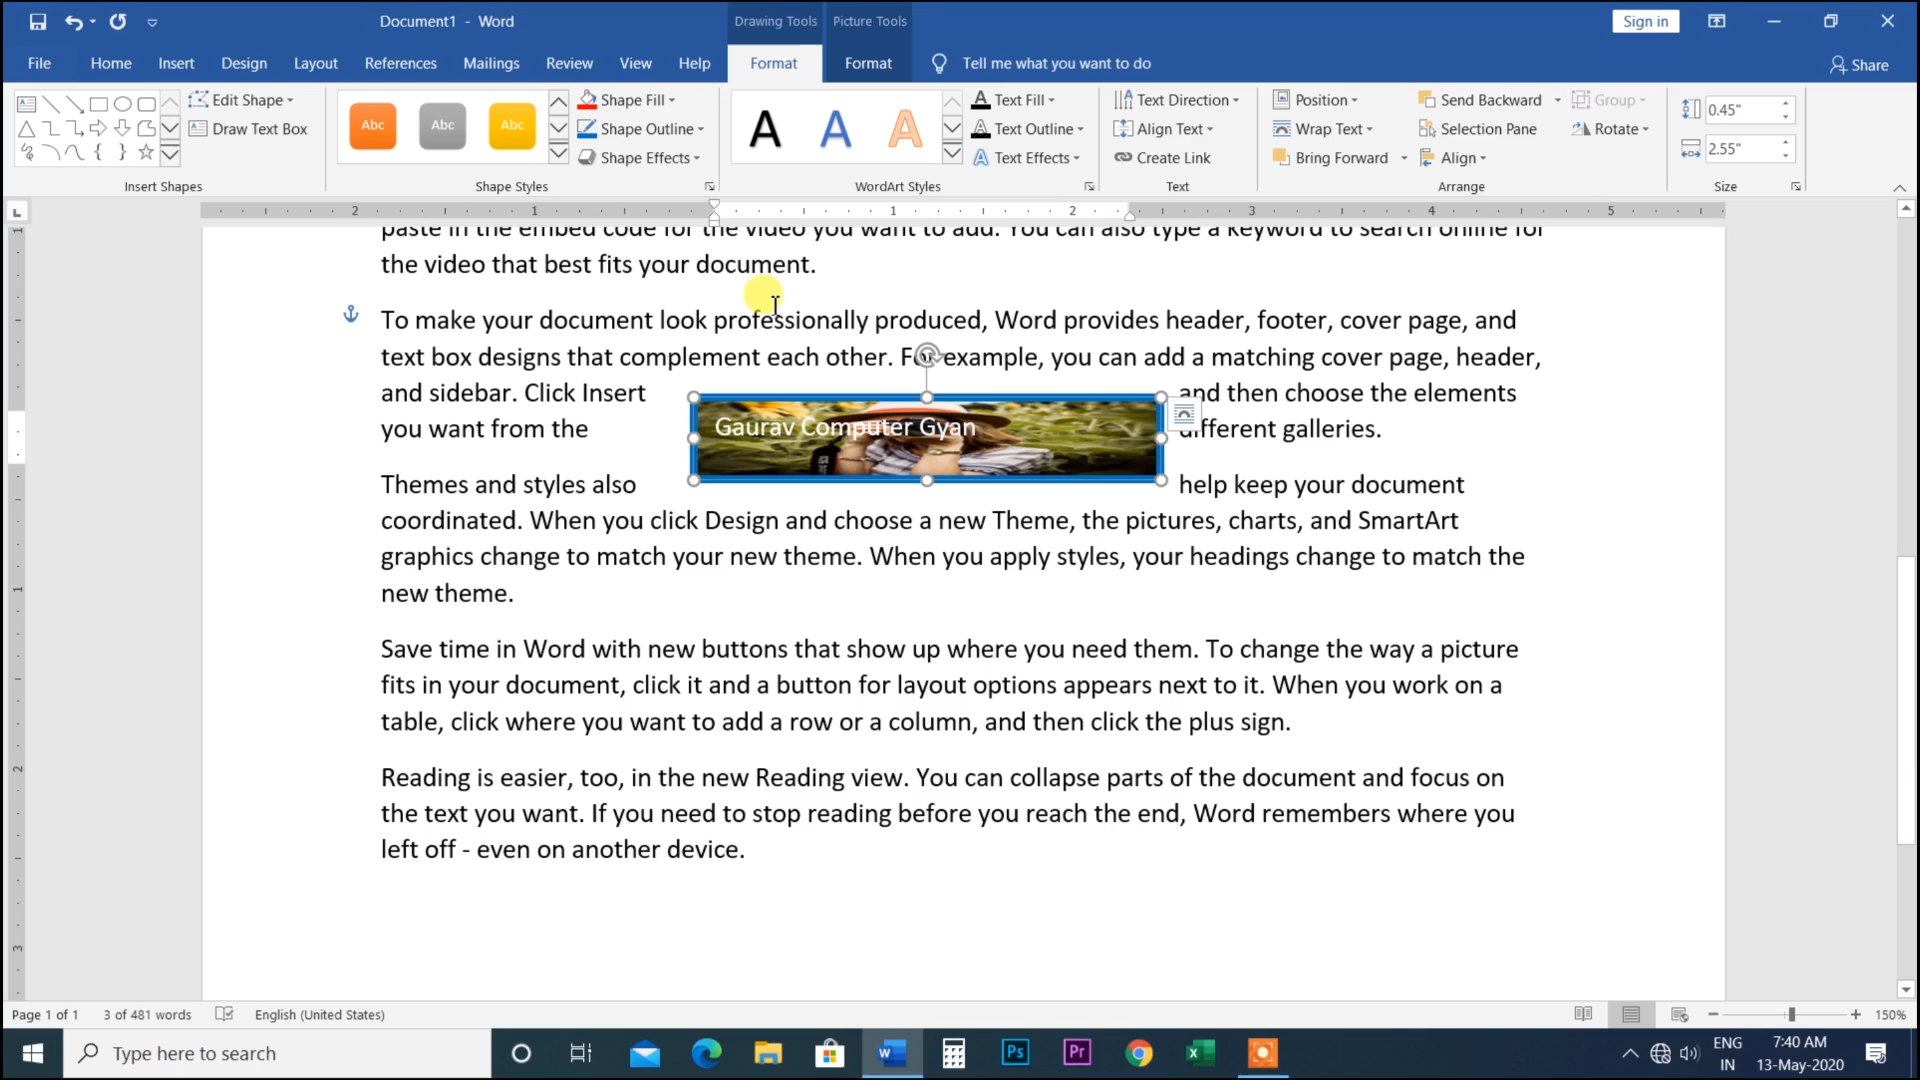 Document1 - Word
Drawing Tools
Picture Tools
Sign in
File
Home
Insert
Design
Layout
References
Mailings
Review
View
Help
Format
Format
Tell me what you want to do
Share
Edit Shape
Draw Text Box
Insert Shapes
Abc
Abc
Abc
Shape Fill
Shape Outline
Shape Effects
Shape Styles
A
A
A
Text Fill
Text Outline
Text Effects
WordArt Styles
Text Direction
Align Text
Create Link
Text
Position
Wrap Text
Bring Forward
Send Backward
Selection Pane
Align
Group
Rotate
Arrange
0.45"
2.55"
Size
2 1 1 2 3 4 5
paste in the embed code for the video you want to add. You can also type a keyword to search online for
the video that best fits your document.
To make your document look professionally produced, Word provides header, footer, cover page, and
text box designs that complement each other. For example, you can add a matching cover page, header,
and sidebar. Click Insert and then choose the elements
Gaurav Computer Gyan
you want from the different galleries.
Themes and styles also help keep your document
coordinated. When you click Design and choose a new Theme, the pictures, charts, and SmartArt
graphics change to match your new theme. When you apply styles, your headings change to match the
new theme.
Save time in Word with new buttons that show up where you need them. To change the way a picture
fits in your document, click it and a button for layout options appears next to it. When you work on a
table, click where you want to add a row or a column, and then click the plus sign.
Reading is easier, too, in the new Reading view. You can collapse parts of the document and focus on
the text you want. If you need to stop reading before you reach the end, Word remembers where you
left off - even on another device.
1
1
2
3
Page 1 of 1
3 of 481 words
English (United States)
150%
Type here to search
Ps
Pr
ENG
IN
7:40 AM
13-May-2020